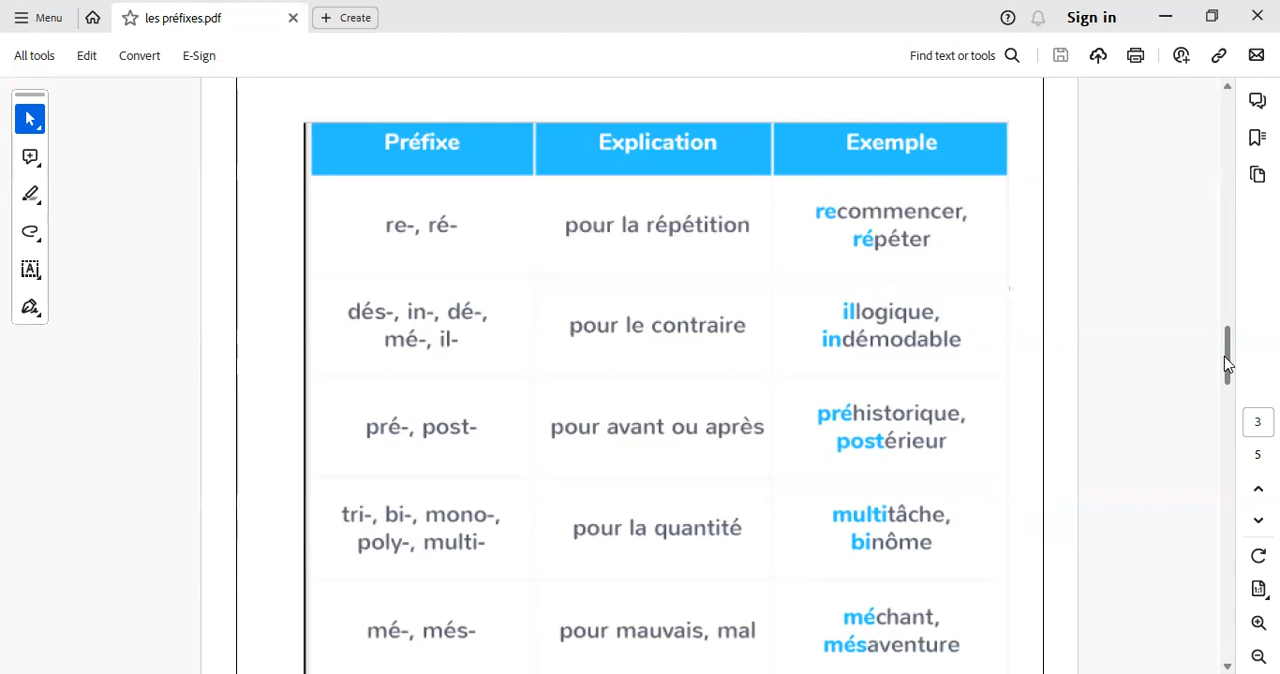 Menu
les préfixes.pdf
Create
Sign in
All tools
Edit
Convert
E-Sign
Find text or tools
Préfixe
Explication
Exemple
re-, ré-
pour la répétition
recommencer,
répéter
dés-, in-, dé-,
mé-, il-
pour le contraire
illogique,
indémodable
pré-, post-
pour avant ou après
préhistorique,
postérieur
tri-, bi-, mono-,
poly-, multi-
pour la quantité
multitâche,
binôme
mé-, més-
pour mauvais, mal
méchant,
mésaventure
3
5